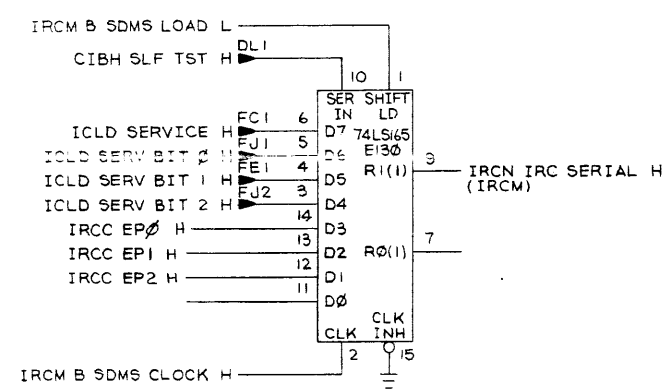 IRCM B SDMS LOAD L
DL1
CIBH SLF TST H
10 1
SER SHIFT
IN LD
FC1 6
ICLD SERVICE H D7 74LS165
FJ1 5
ICLD SERV BIT Ø H D6 E13Ø
FE1 4 9
ICLD SERV BIT 1 H D5 R1(1) IRCN IRC SERIAL H
(IRCM)
FJ2 3
ICLD SERV BIT 2 H D4
14
IRCC EPØ H D3
13 7
IRCC EP1 H D2 RØ(1)
12
IRCC EP2 H D1
11
DØ
CLK
CLK INH
2 15
IRCM B SDMS CLOCK H